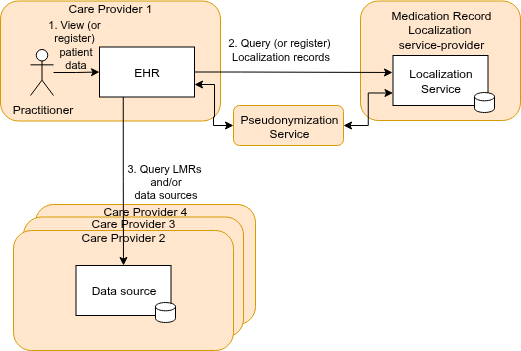 Care Provider 1
1. View (or
register)
patient
data
EHR
Practitioner
2. Query (or register)
Localization records
Medication Record
Localization
service-provider
Localization
Service
Pseudonymization
Service
3. Query LMRs
and/or
data sources
Care Provider 4
Care Provider 3
Care Provider 2
Data source